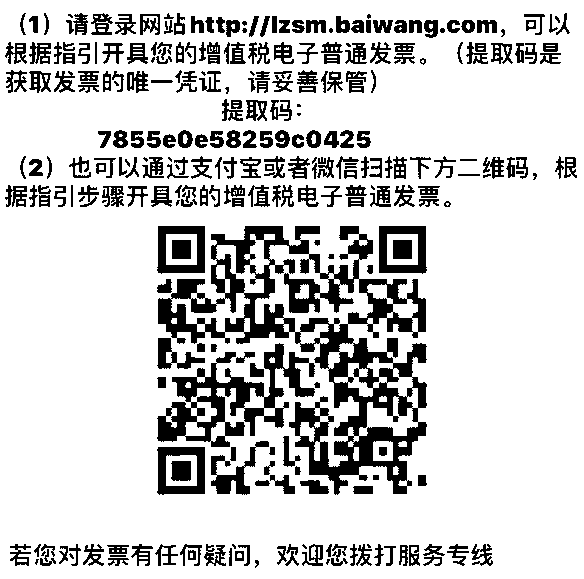 （1）请登录网站http://lzsm.baiwang.com，可以
根据指引开具您的增值税电子普通发票。（提取码是
获取发票的唯一凭证，请妥善保管）
提取码：
7855e0e58259c0425
（2）也可以通过支付宝或者微信扫描下方二维码，根
据指引步骤开具您的增值税电子普通发票。
若您对发票有任何疑问，欢迎您拨打服务专线